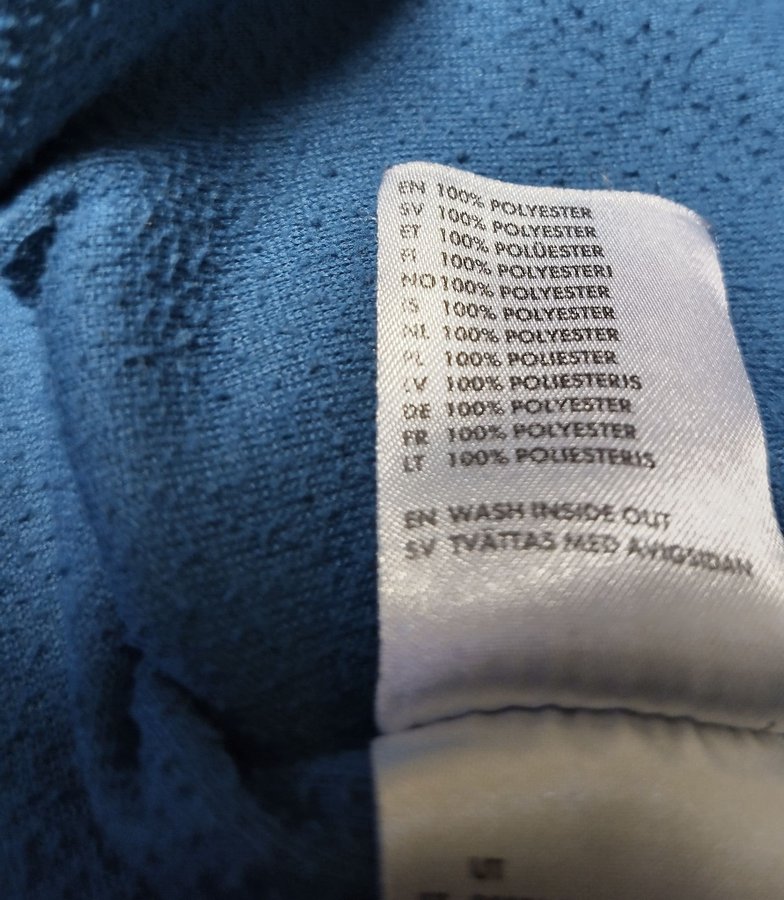 EN 100% POLYESTER
SV 100% POLYESTER
ET 100% POLÜESTER
FI 100% POLYESTERI
NO 100% POLYESTER
IS 100% POLYESTER
NL 100% POLYESTER
PL 100% POLIESTER
LV 100% POLIESTERIS
DE 100% POLYESTER
FR 100% POLYESTER
LT 100% POLIESTERIS
EN WASH INSIDE OUT
SV TVÄTTAS MED AVIGSIDAN